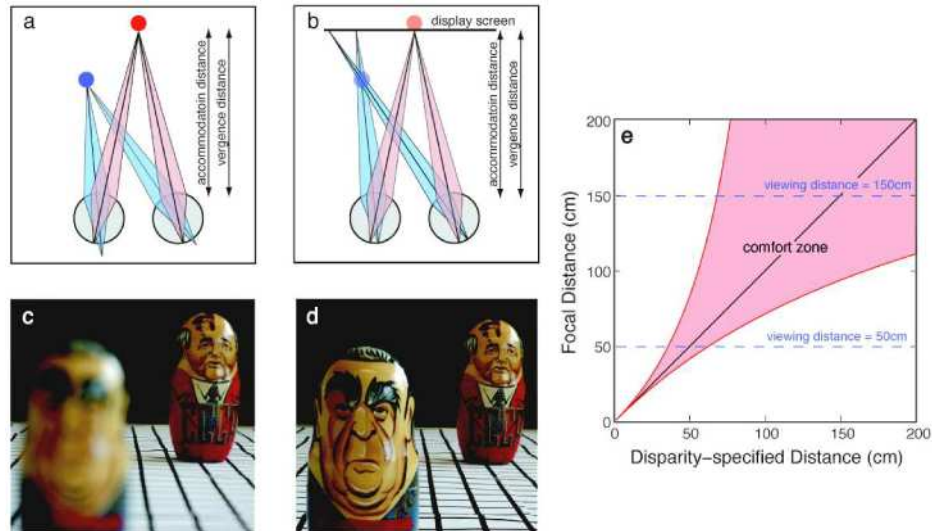 a
accommodatoin distance
vergence distance
b
display screen
accommodatoin distance
vergence distance
c
d
e
Focal Distance (cm)
200
150
100
50
0
viewing distance = 150cm
comfort zone
viewing distance = 50cm
0
50
100
150
200
Disparity-specified Distance (cm)